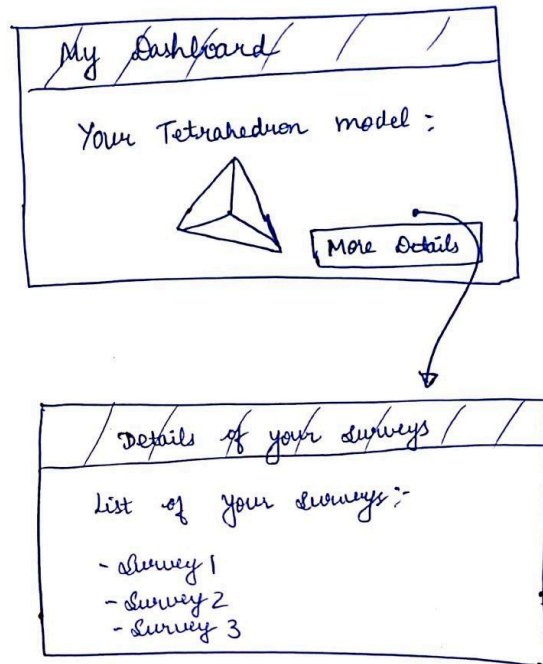 My Dashboard
Your Tetrahedron model :
More Details
Details of your surveys
List of your surveys:-
- Survey 1
- Survey 2
- Survey 3